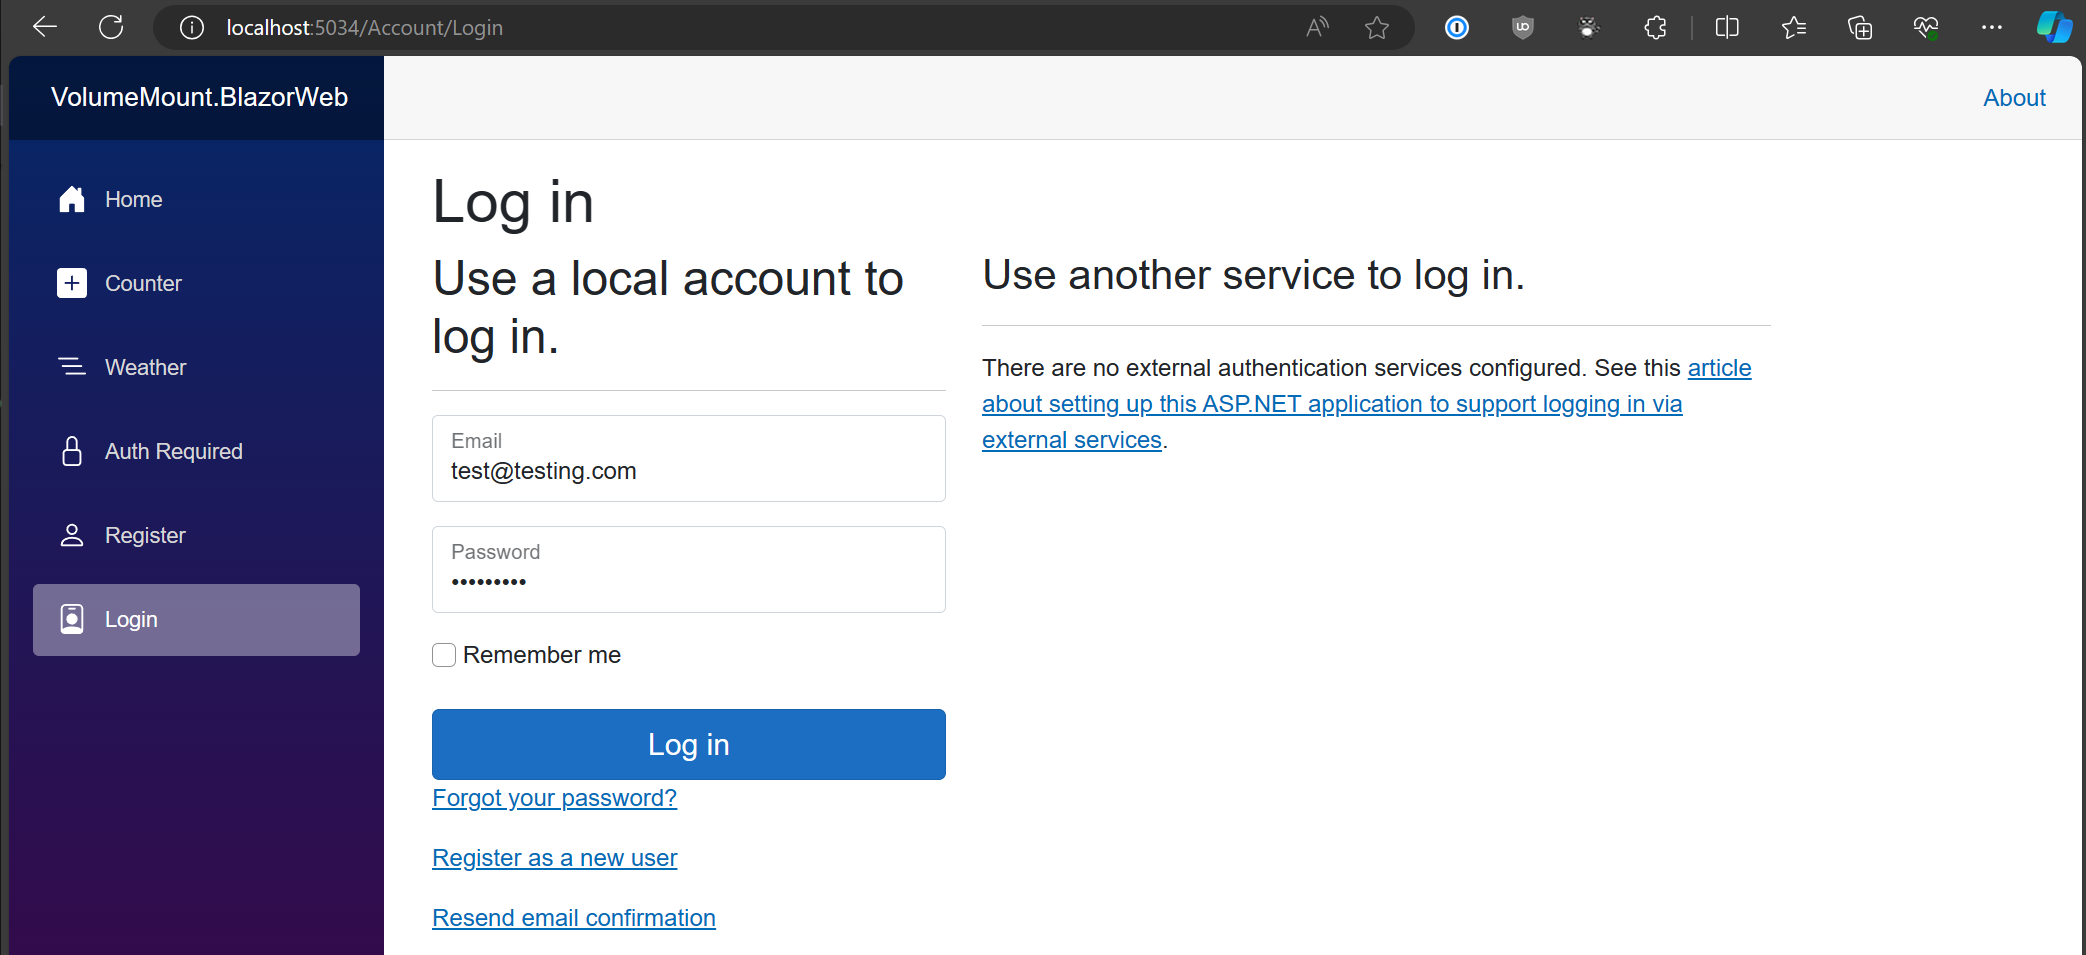 localhost:5034/Account/Login
VolumeMount.BlazorWeb
About
Home
Counter
Weather
Auth Required
Register
Login
Log in
Use a local account to
log in.
Email
test@testing.com
Password
•••••••••
Remember me
Log in
Forgot your password?
Register as a new user
Resend email confirmation
Use another service to log in.
There are no external authentication services configured. See this article
about setting up this ASP.NET application to support logging in via
external services.